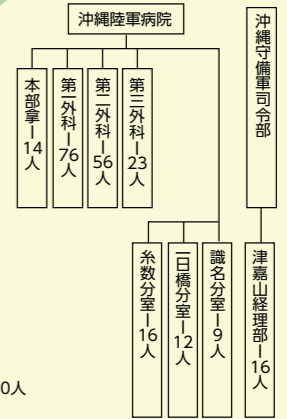 沖縄陸軍病院
沖縄守備軍司令部
第三外科ー23人
第二外科ー56人
第一外科ー76人
本部拿ー14人
津嘉山経理部ー16人
識名分室ー9人
一日橋分室ー12人
糸数分室ー16人
0人